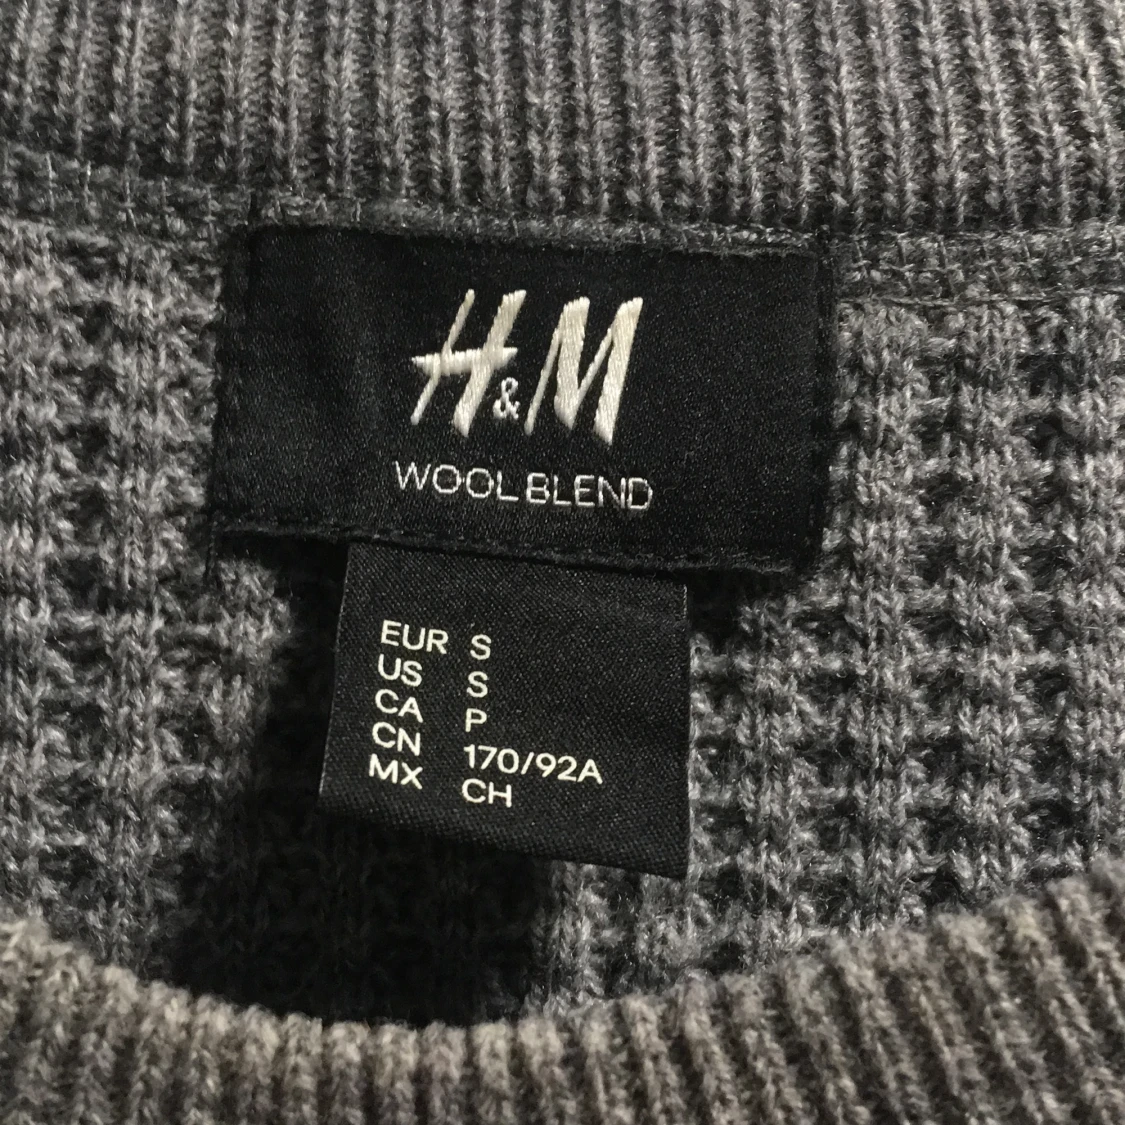 H&M
WOOL BLEND
EUR S
US S
CA P
CN 170/92A
MX CH